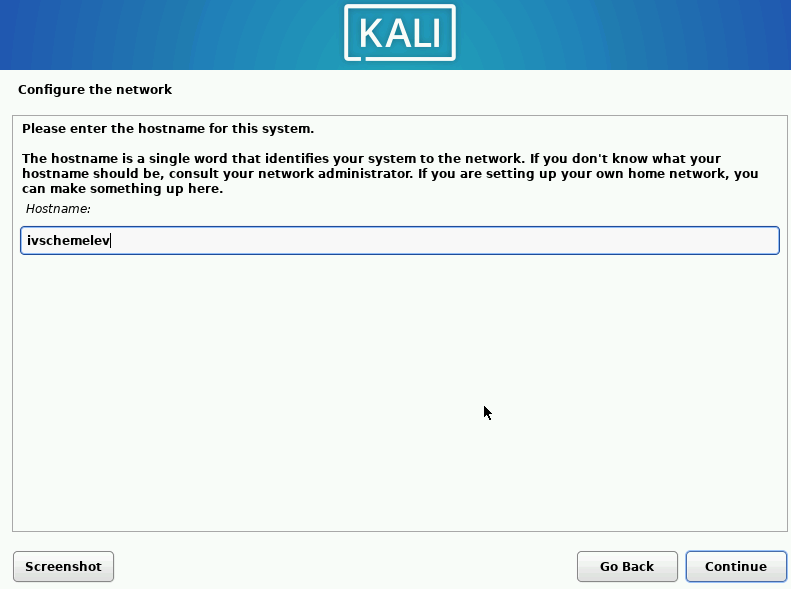 KALI
Configure the network
Please enter the hostname for this system.
The hostname is a single word that identifies your system to the network. If you don't know what your
hostname should be, consult your network administrator. If you are setting up your own home network, you
can make something up here.
Hostname:
ivschemelev
Screenshot
Go Back
Continue